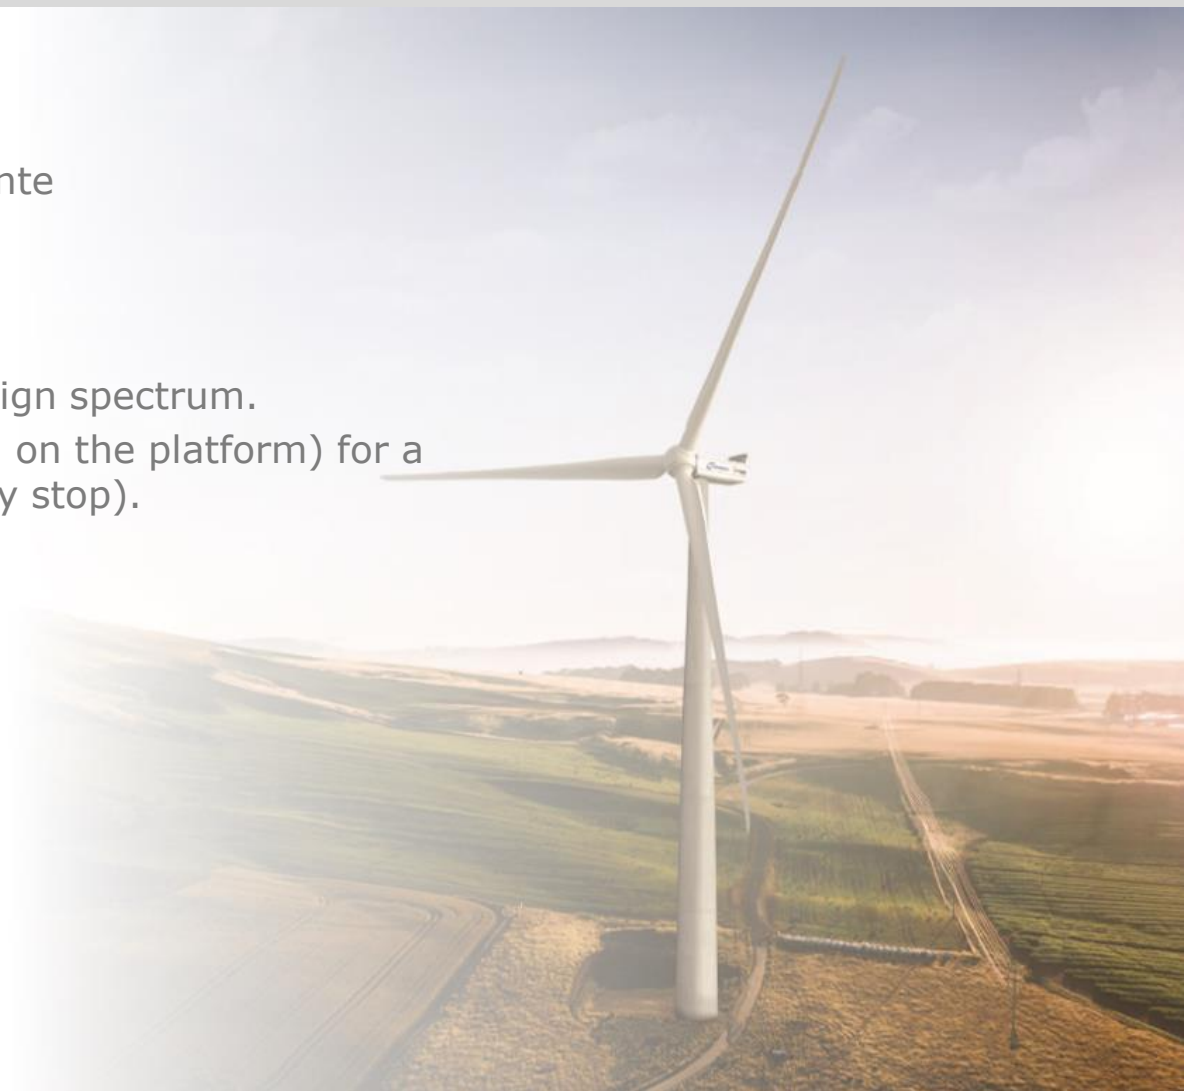 nte
ign spectrum.
on the platform) for a
y stop).